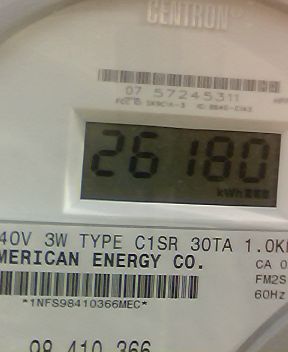 CENTRON®
07 57245311
26180
kWh
40V 3W TYPE C1SR 30TA 1.0K
MERICAN ENERGY CO.
CA 0
FM2S
60Hz
*1NFS98410366MEC*
98 410 366